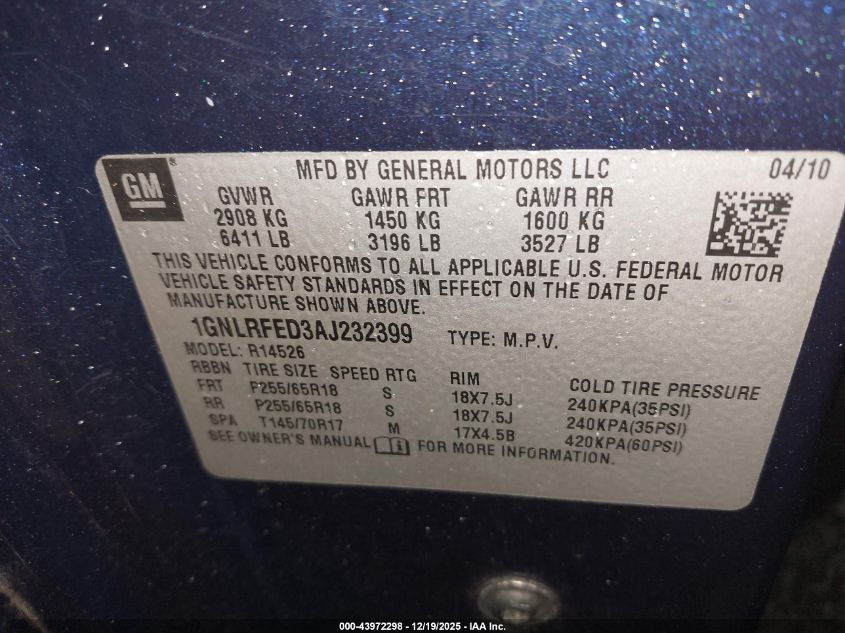 GM® MFD BY GENERAL MOTORS LLC 04/10
GVWR GAWR FRT GAWR RR
2908 KG 1450 KG 1600 KG
6411 LB 3196 LB 3527 LB
THIS VEHICLE CONFORMS TO ALL APPLICABLE U.S. FEDERAL MOTOR
VEHICLE SAFETY STANDARDS IN EFFECT ON THE DATE OF
MANUFACTURE SHOWN ABOVE.
1GNLRFED3AJ232399 TYPE: M.P.V.
MODEL: R14526
RBBN TIRE SIZE SPEED RTG RIM COLD TIRE PRESSURE
FRT P255/65R18 S 18X7.5J 240KPA(35PSI)
RR P255/65R18 S 18X7.5J 240KPA(35PSI)
SPA T145/70R17 M 17X4.5B 420KPA(60PSI)
SEE OWNER'S MANUAL FOR MORE INFORMATION.
000-43972298 - 12/19/2025 - IAA Inc.